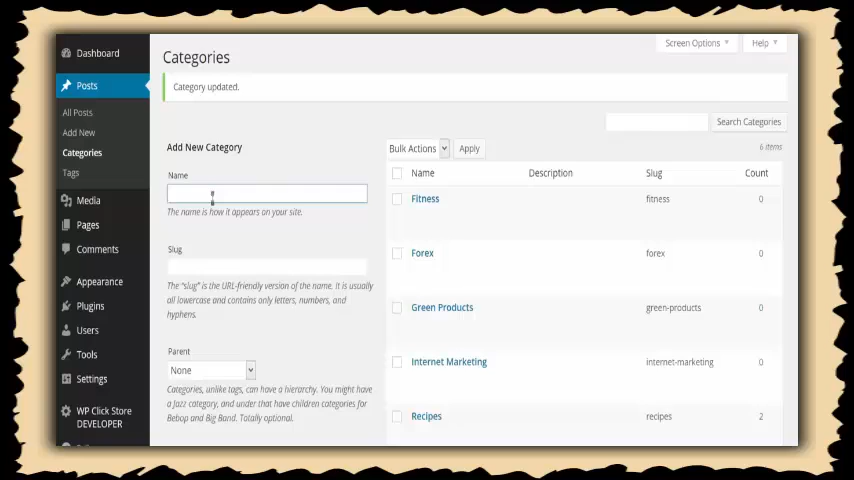 Dashboard
Posts
All Posts
Add New
Categories
Tags
Media
Pages
Comments
Appearance
Plugins
Users
Tools
Settings
WP Click Store
DEVELOPER
Screen Options
Help
Categories
Category updated.
Search Categories
Add New Category
Name
The name is how it appears on your site.
Slug
The “slug” is the URL-friendly version of the name. It is usually
all lowercase and contains only letters, numbers, and
hyphens.
Parent
None
Categories, unlike tags, can have a hierarchy. You might have
a Jazz category, and under that have children categories for
Bebop and Big Band. Totally optional.
Bulk Actions
Apply
6 items
Name Description Slug Count
Fitness fitness 0
Forex forex 0
Green Products green-products 0
Internet Marketing internet-marketing 0
Recipes recipes 2